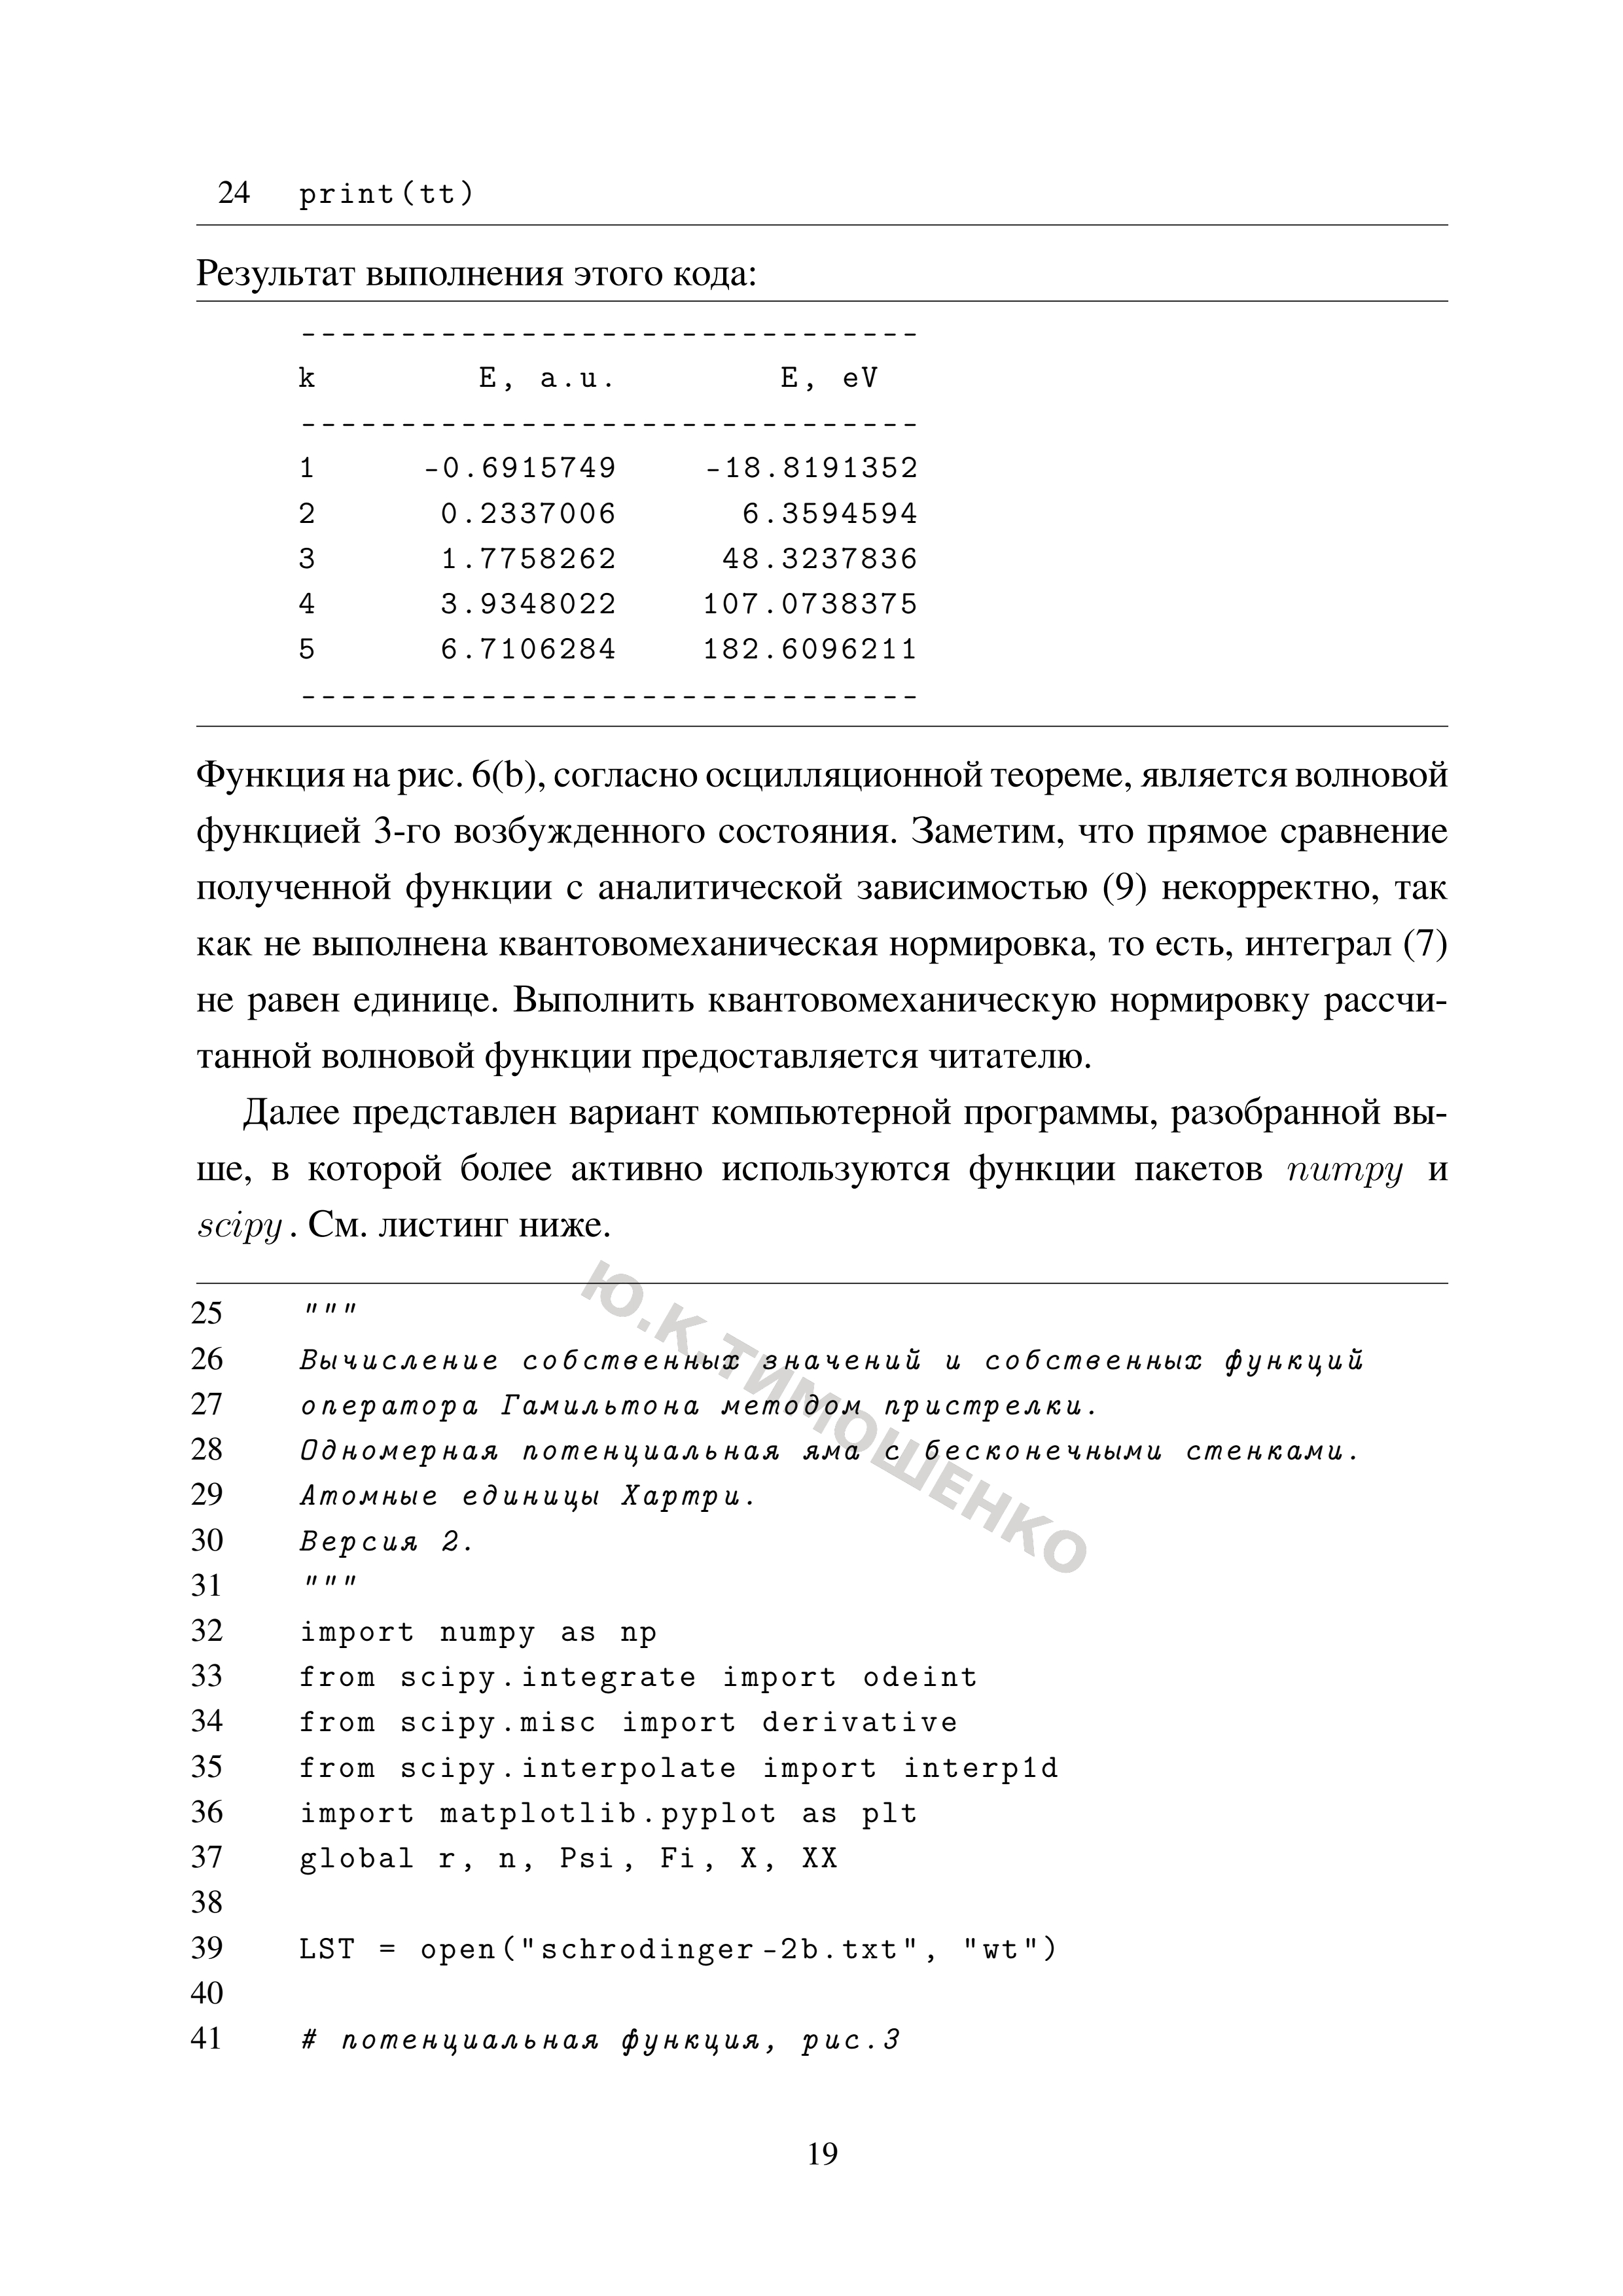 24 print(tt)
Результат выполнения этого кода:
-------------------------------
k E, a.u. E, eV
-------------------------------
1 -0.6915749 -18.8191352
2 0.2337006 6.3594594
3 1.7758262 48.3237836
4 3.9348022 107.0738375
5 6.7106284 182.6096211
-------------------------------
Функция на рис. 6(b), согласно осцилляционной теореме, является волновой
функцией 3-го возбужденного состояния. Заметим, что прямое сравнение
полученной функции с аналитической зависимостью (9) некорректно, так
как не выполнена квантовомеханическая нормировка, то есть, интеграл (7)
не равен единице. Выполнить квантовомеханическую нормировку рассчи-
танной волновой функции предоставляется читателю.
Далее представлен вариант компьютерной программы, разобранной вы-
ше, в которой более активно используются функции пакетов numpy и
scipy. См. листинг ниже.
25 """
26 Вычисление собственных значений и собственных функций
27 оператора Гамильтона методом пристрелки.
28 Одномерная потенциальная яма с бесконечными стенками.
29 Атомные единицы Хартри.
30 Версия 2.
31 """
32 import numpy as np
33 from scipy.integrate import odeint
34 from scipy.misc import derivative
35 from scipy.interpolate import interp1d
36 import matplotlib.pyplot as plt
37 global r, n, Psi, Fi, X, XX
38
39 LST = open("schrodinger-2b.txt", "wt")
40
41 # потенциальная функция, рис.3
Ю.К.ТИМОШЕНКО
19